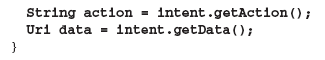 String action = intent.getAction();
Uri data = intent.getData();
}